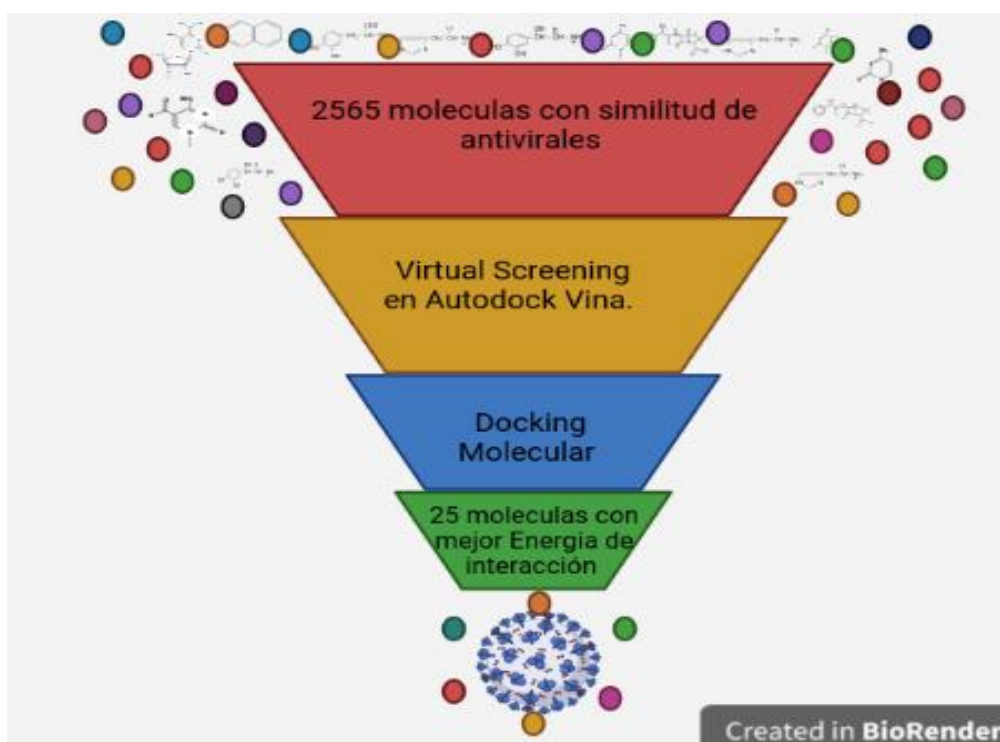 2565 moleculas con similitud de
antivirales
Virtual Screening
en Autodock Vina.
Docking
Molecular
25 moleculas con
mejor Energia de
interacción
Created in BioRender